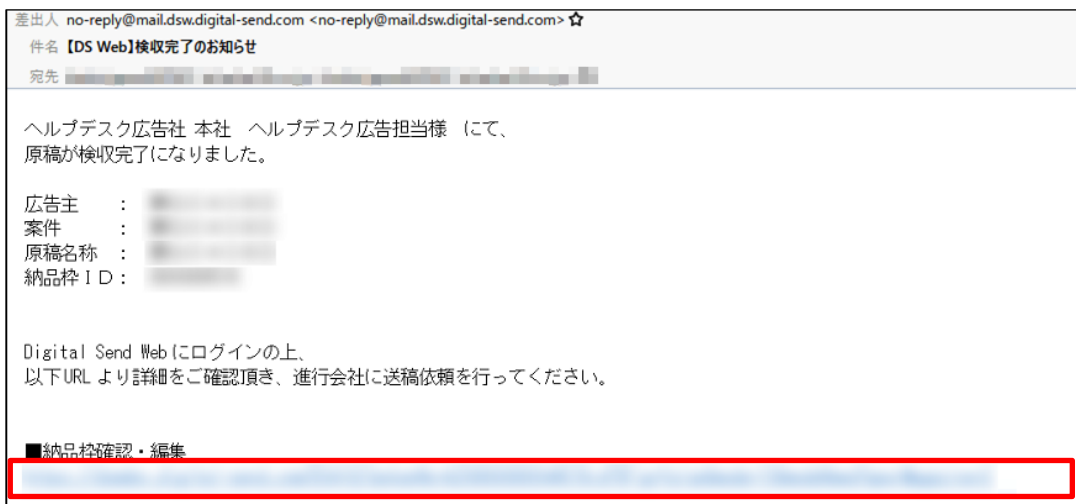 差出人 no-reply@mail.dsw.digital-send.com <no-reply@mail.dsw.digital-send.com>☆
件名【DS Web】検収完了のお知らせ
宛先
ヘルプデスク広告社 本社　ヘルプデスク広告担当様　にて、
原稿が検収完了になりました。
広告主　　：
案件　　　：
原稿名称　：
納品枠ＩＤ：
Digital Send Webにログインの上、
以下URL より詳細をご確認頂き、進行会社に送稿依頼を行ってください。
■納品枠確認・編集